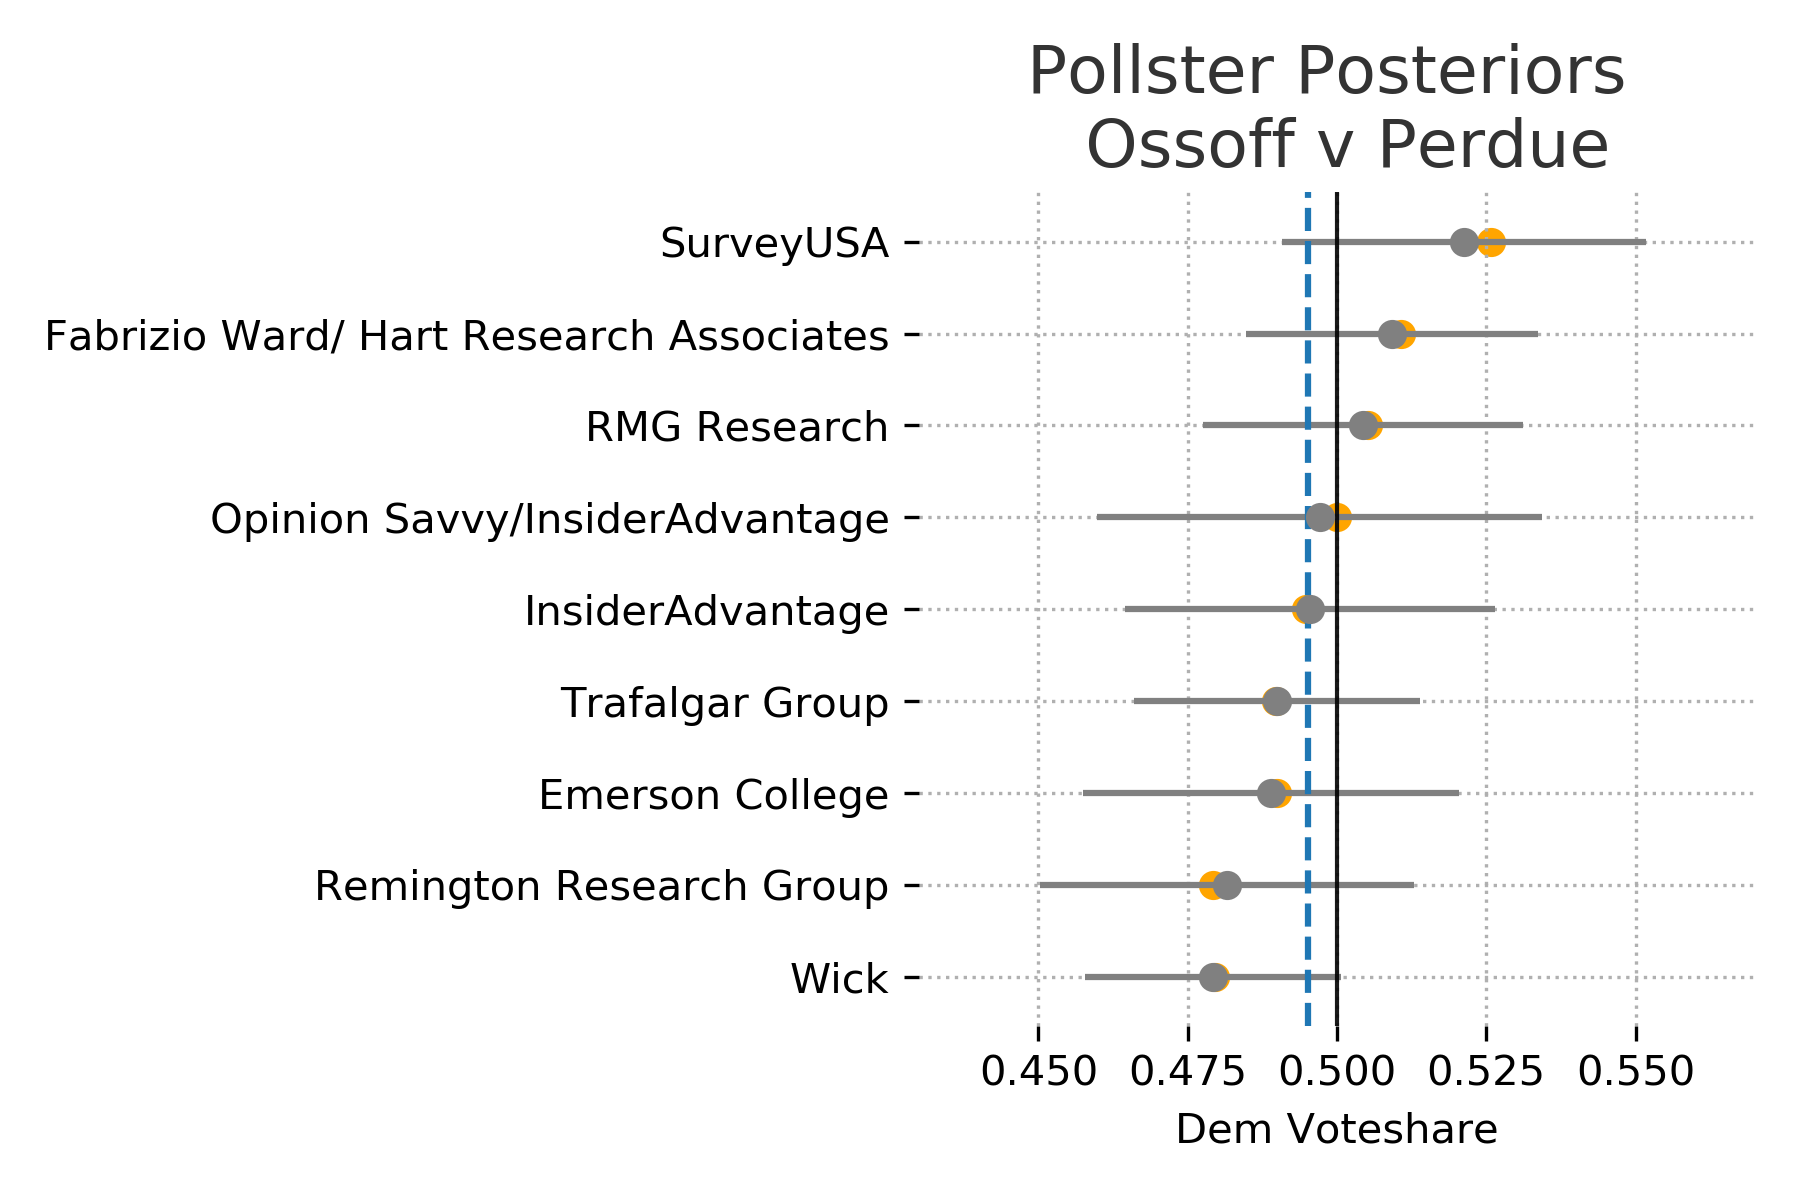 Pollster Posteriors
Ossoff v Perdue
SurveyUSA
Fabrizio Ward/ Hart Research Associates
RMG Research
Opinion Savvy/InsiderAdvantage
InsiderAdvantage
Trafalgar Group
Emerson College
Remington Research Group
Wick
0.450 0.475 0.500 0.525 0.550
Dem Voteshare